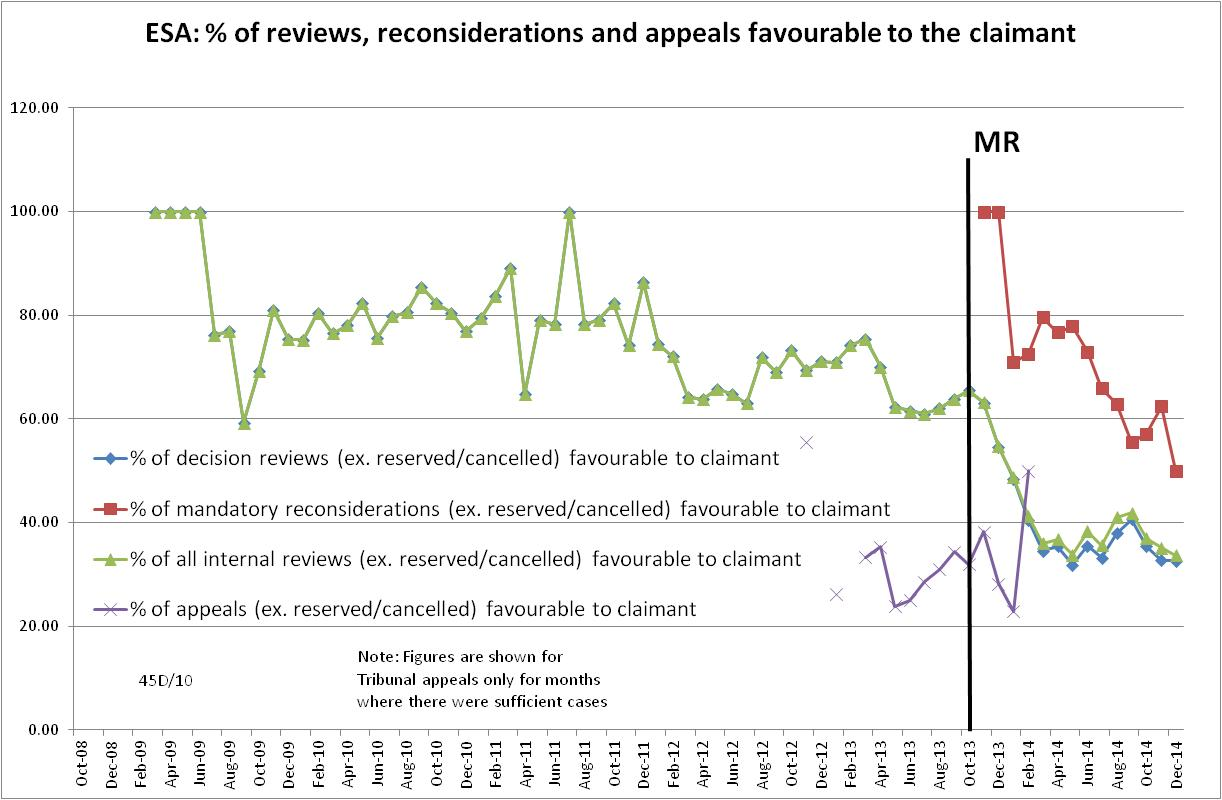 ESA: % of reviews, reconsiderations and appeals favourable to the claimant
120.00
100.00
80.00
60.00
40.00
20.00
0.00
MR
% of decision reviews (ex. reserved/cancelled) favourable to claimant
% of mandatory reconsiderations (ex. reserved/cancelled) favourable to claimant
% of all internal reviews (ex. reserved/cancelled) favourable to claimant
% of appeals (ex. reserved/cancelled) favourable to claimant
45D/10
Note: Figures are shown for
Tribunal appeals only for months
where there were sufficient cases
Oct-08
Dec-08
Feb-09
Apr-09
Jun-09
Aug-09
Oct-09
Dec-09
Feb-10
Apr-10
Jun-10
Aug-10
Oct-10
Dec-10
Feb-11
Apr-11
Jun-11
Aug-11
Oct-11
Dec-11
Feb-12
Apr-12
Jun-12
Aug-12
Oct-12
Dec-12
Feb-13
Apr-13
Jun-13
Aug-13
Oct-13
Dec-13
Feb-14
Apr-14
Jun-14
Aug-14
Oct-14
Dec-14